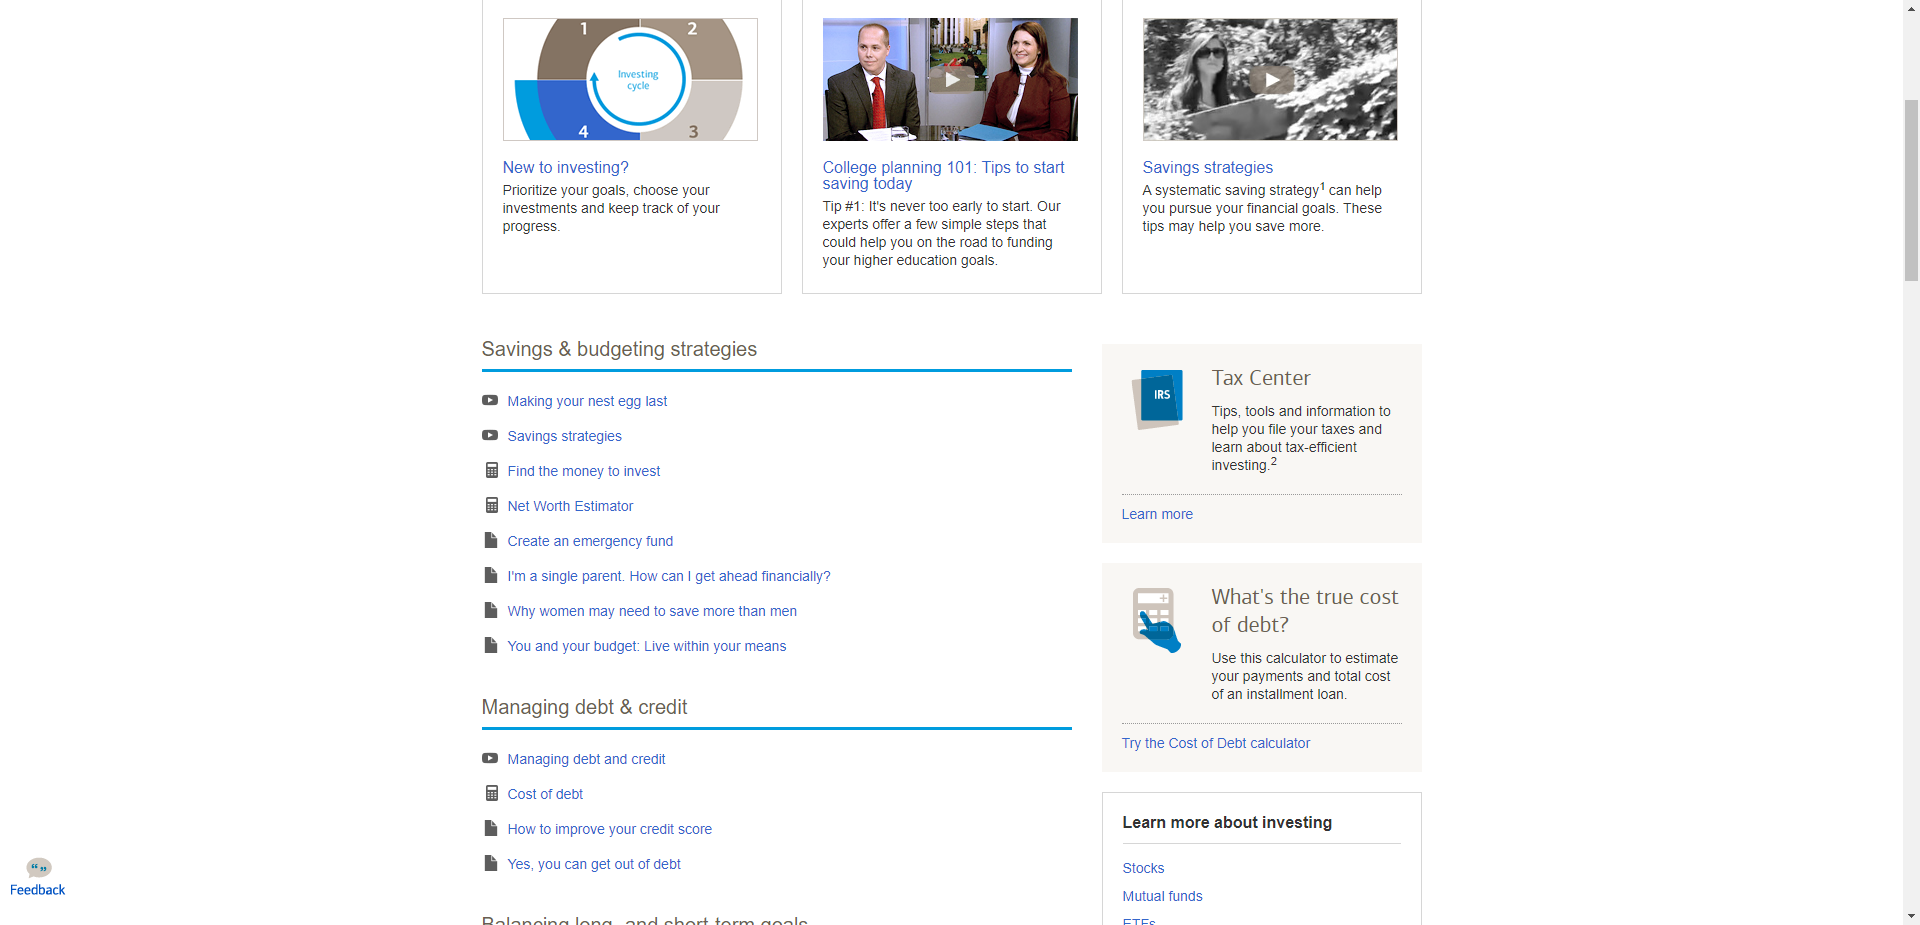 1
2
Investing
cycle
4
3
New to investing?
Prioritize your goals, choose your
investments and keep track of your
progress.
College planning 101: Tips to start
saving today
Tip #1: It's never too early to start. Our
experts offer a few simple steps that
could help you on the road to funding
your higher education goals.
Savings strategies
A systematic saving strategy1 can help
you pursue your financial goals. These
tips may help you save more.
Savings & budgeting strategies
Making your nest egg last
Savings strategies
Find the money to invest
Net Worth Estimator
Create an emergency fund
I'm a single parent. How can I get ahead financially?
Why women may need to save more than men
You and your budget: Live within your means
Managing debt & credit
Managing debt and credit
Cost of debt
How to improve your credit score
Yes, you can get out of debt
Balancing long- and short-term goals
IRS
Tax Center
Tips, tools and information to
help you file your taxes and
learn about tax-efficient
investing.2
Learn more
What's the true cost
of debt?
Use this calculator to estimate
your payments and total cost
of an installment loan.
Try the Cost of Debt calculator
Learn more about investing
Stocks
Mutual funds
ETFs
Feedback